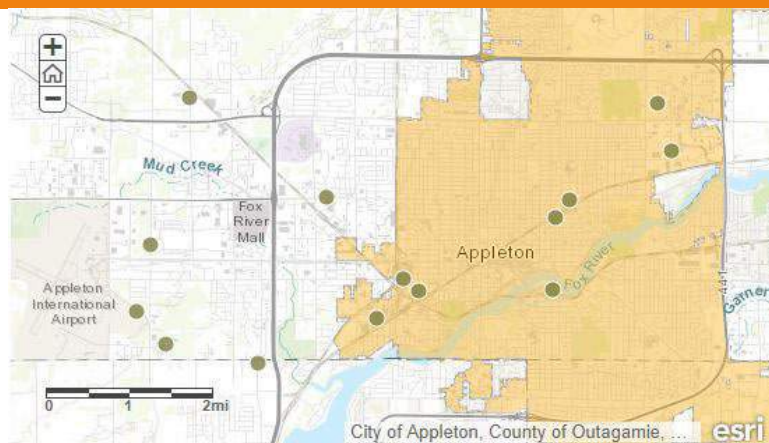 +
−
Mud Creek
Fox
River
Mall
Appleton
International
Airport
Appleton
Fox River
441
Garner
0 1 2mi
City of Appleton, County of Outagamie, ...
esri